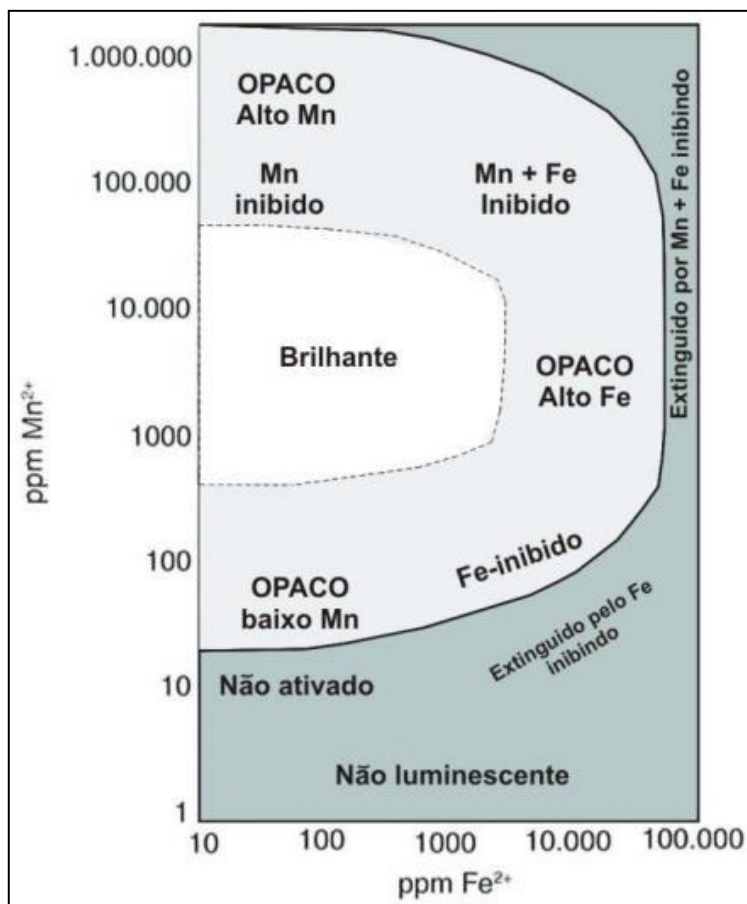 1.000.000
100.000
10.000
1000
100
10
1
ppm Mn²⁺
OPACO
Alto Mn
Mn
inibido
Mn + Fe
Inibido
Brilhante
OPACO
Alto Fe
Fe-inibido
OPACO
baixo Mn
Extinguido pelo Fe
inibindo
Não ativado
Não luminescente
Extinguido por Mn + Fe inibindo
10
100
1000
10.000
100.000
ppm Fe²⁺